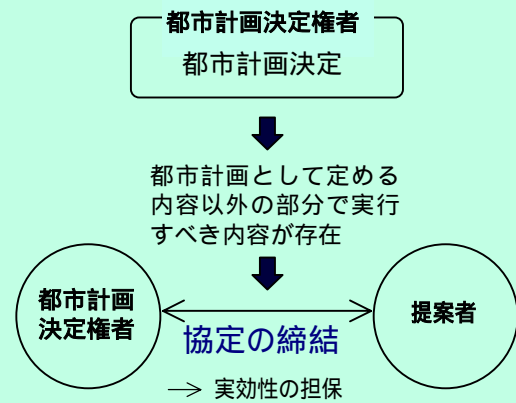 都市計画決定権者
都市計画決定
都市計画として定める
内容以外の部分で実行
すべき内容が存在
都市計画
決定権者
提案者
協定の締結
→ 実効性の担保